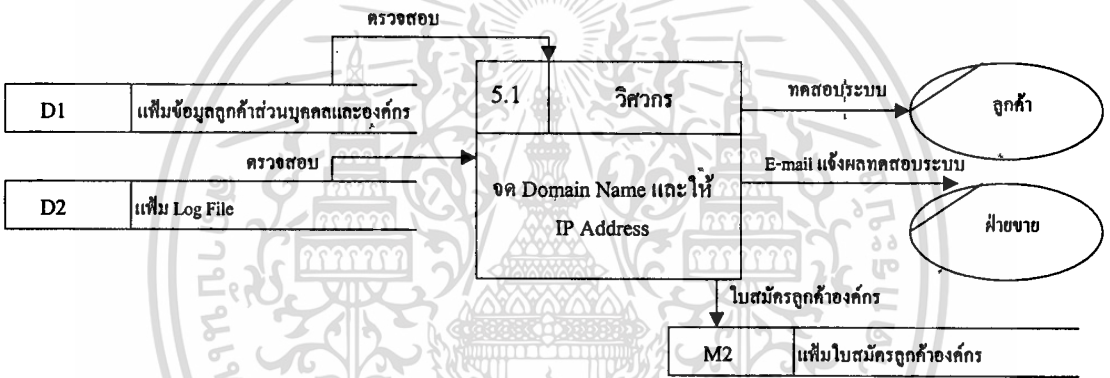 ตรวจสอบ
D1 แฟ้มข้อมูลลูกค้าส่วนบุคคลและองค์กร
5.1 วิศวกร
ทดสอบระบบ
ลูกค้า
ตรวจสอบ
D2 แฟ้ม Log File
จด Domain Name และให้
IP Address
E-mail แจ้งผลทดสอบระบบ
ฝ่ายขาย
ใบสมัครลูกค้าองค์กร
M2 แฟ้มใบสมัครลูกค้าองค์กร